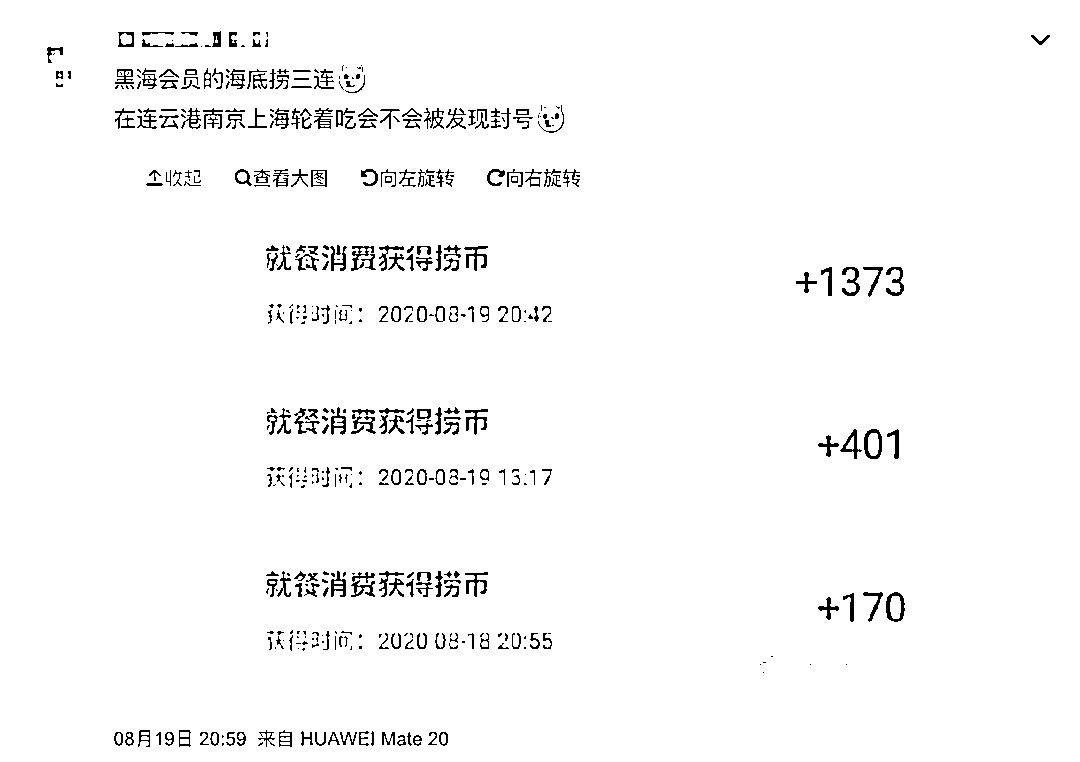 黑海会员的海底捞三连
在连云港南京上海轮着吃会不会被发现封号
收起 查看大图 向左旋转 向右旋转
就餐消费获得捞币
+1373
获得时间：2020-08-19 20:42
就餐消费获得捞币
+401
获得时间：2020-08-19 13:17
就餐消费获得捞币
+170
获得时间：2020 08-18 20:55
08月19日 20:59 来自 HUAWEI Mate 20